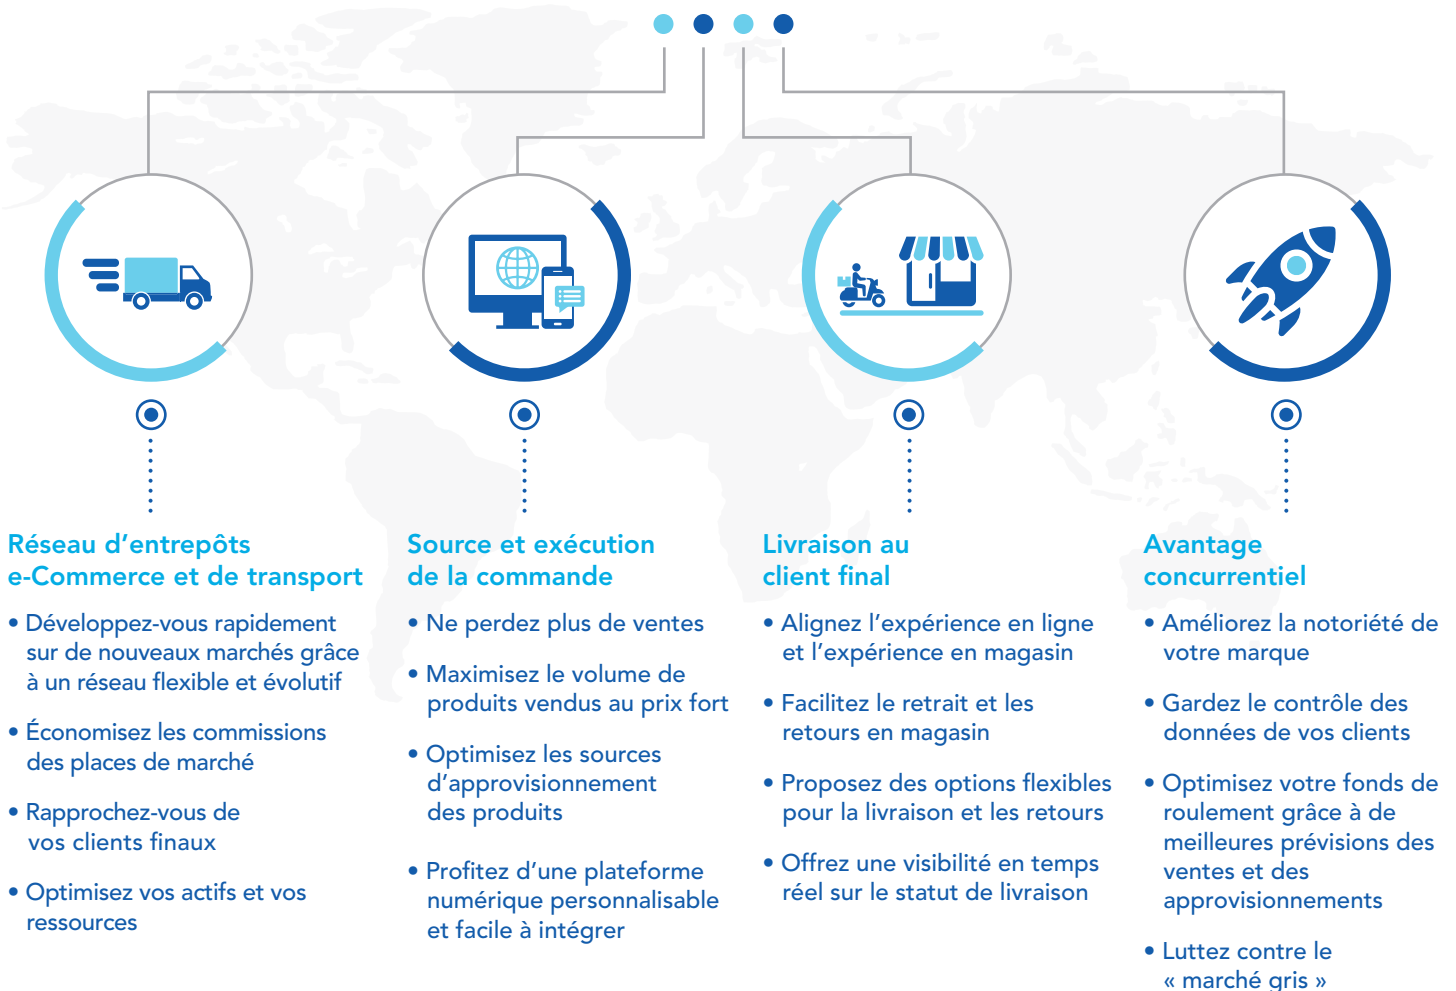 Réseau d’entrepôts
e-Commerce et de transport
• Développez-vous rapidement
sur de nouveaux marchés grâce
à un réseau flexible et évolutif
• Économisez les commissions
des places de marché
• Rapprochez-vous de
vos clients finaux
• Optimisez vos actifs et vos
ressources
Source et exécution
de la commande
• Ne perdez plus de ventes
• Maximisez le volume de
produits vendus au prix fort
• Optimisez les sources
d’approvisionnement
des produits
• Profitez d’une plateforme
numérique personnalisable
et facile à intégrer
Livraison au
client final
• Alignez l’expérience en ligne
et l’expérience en magasin
• Facilitez le retrait et les
retours en magasin
• Proposez des options flexibles
pour la livraison et les retours
• Offrez une visibilité en temps
réel sur le statut de livraison
Avantage
concurrentiel
• Améliorez la notoriété de
votre marque
• Gardez le contrôle des
données de vos clients
• Optimisez votre fonds de
roulement grâce à de
meilleures prévisions des
ventes et des
approvisionnements
• Luttez contre le
« marché gris »